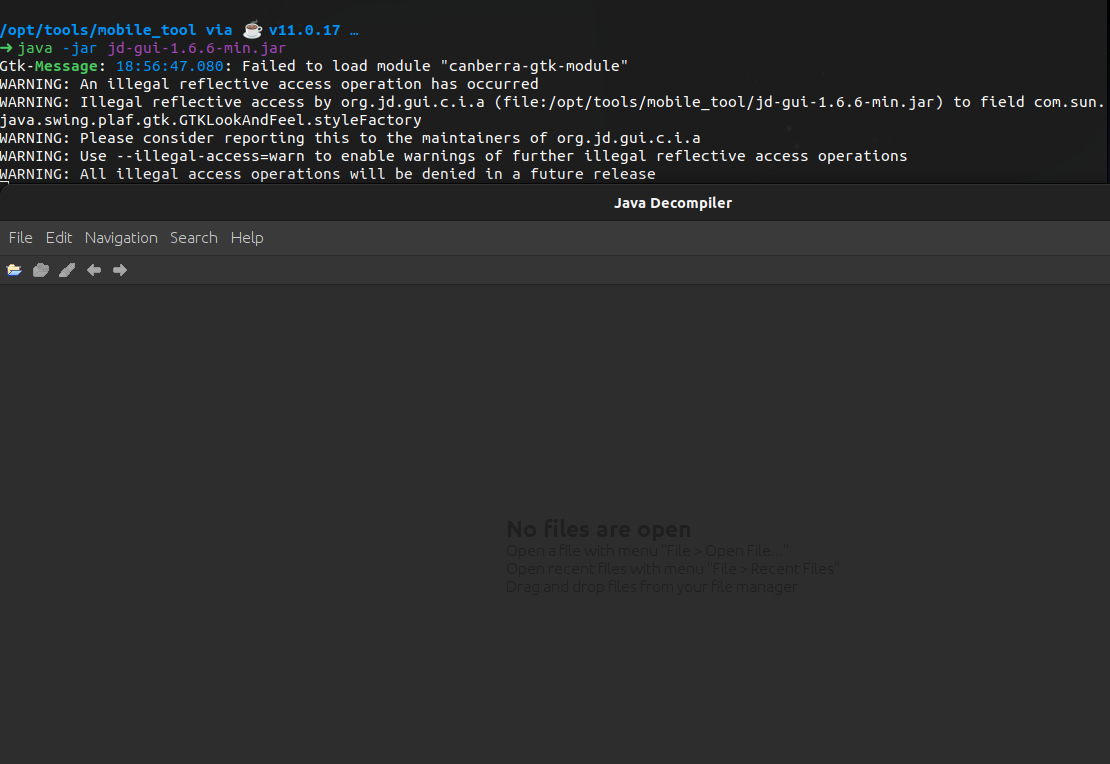 /opt/tools/mobile_tool via ☕ v11.0.17 …
➜ java -jar jd-gui-1.6.6-min.jar
Gtk-Message: 18:56:47.080: Failed to load module "canberra-gtk-module"
WARNING: An illegal reflective access operation has occurred
WARNING: Illegal reflective access by org.jd.gui.c.i.a (file:/opt/tools/mobile_tool/jd-gui-1.6.6-min.jar) to field com.sun.
java.swing.plaf.gtk.GTKLookAndFeel.styleFactory
WARNING: Please consider reporting this to the maintainers of org.jd.gui.c.i.a
WARNING: Use --illegal-access=warn to enable warnings of further illegal reflective access operations
WARNING: All illegal access operations will be denied in a future release
Java Decompiler
File Edit Navigation Search Help
No files are open
Open a file with menu "File > Open File..."
Open recent files with menu "File > Recent Files"
Drag and drop files from your file manager